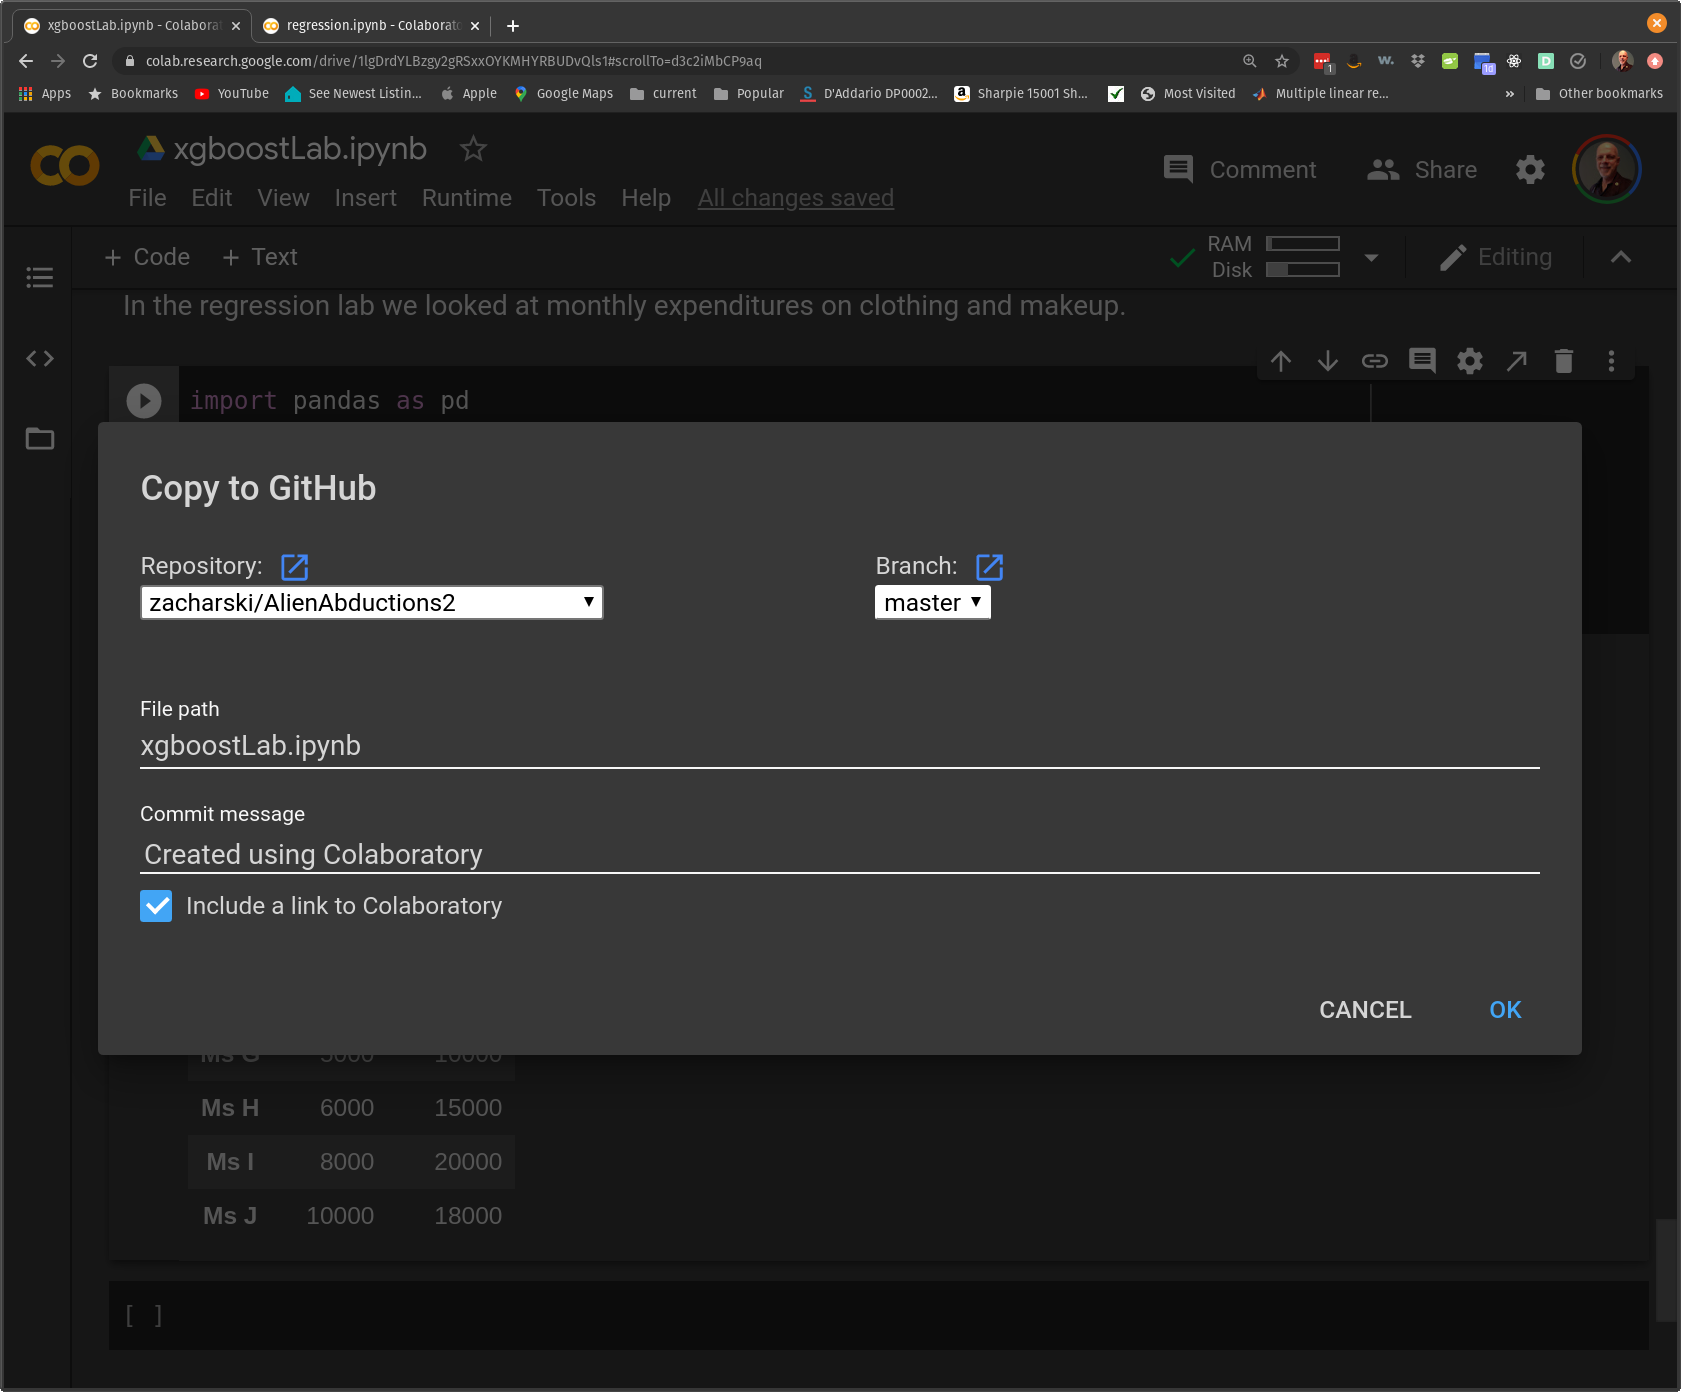 xgboostLab.ipynb - Colaborat
regression.ipynb - Colaborat
colab.research.google.com/drive/1lgDrdYLBzgy2gRSxxOYKMHYRBUDvQls1#scrollTo=d3c2iMbCP9aq
Apps Bookmarks YouTube See Newest Listin... Apple Google Maps current Popular D'Addario DP0002... Sharpie 15001 Sh... Most Visited Multiple linear re... » Other bookmarks
xgboostLab.ipynb
Comment Share
File Edit View Insert Runtime Tools Help All changes saved
+ Code + Text
RAM
Disk
Editing
In the regression lab we looked at monthly expenditures on clothing and makeup.
import pandas as pd
Copy to GitHub
Repository: Branch:
zacharski/AlienAbductions2 master
File path
xgboostLab.ipynb
Commit message
Created using Colaboratory
Include a link to Colaboratory
CANCEL OK
Ms G 5000 10000
Ms H 6000 15000
Ms I 8000 20000
Ms J 10000 18000
[ ]